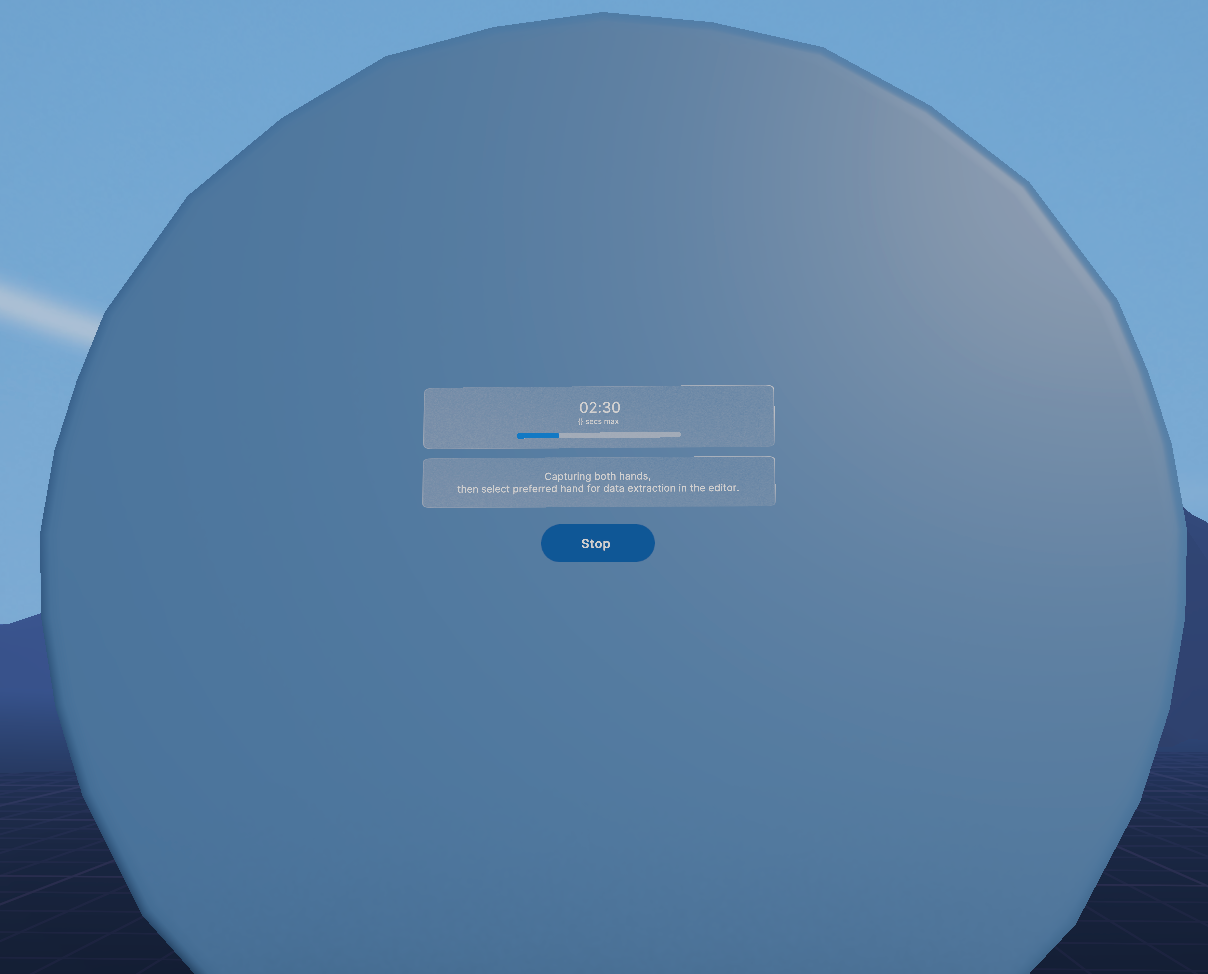 02:30
{} secs max
Capturing both hands,
then select preferred hand for data extraction in the editor.
Stop